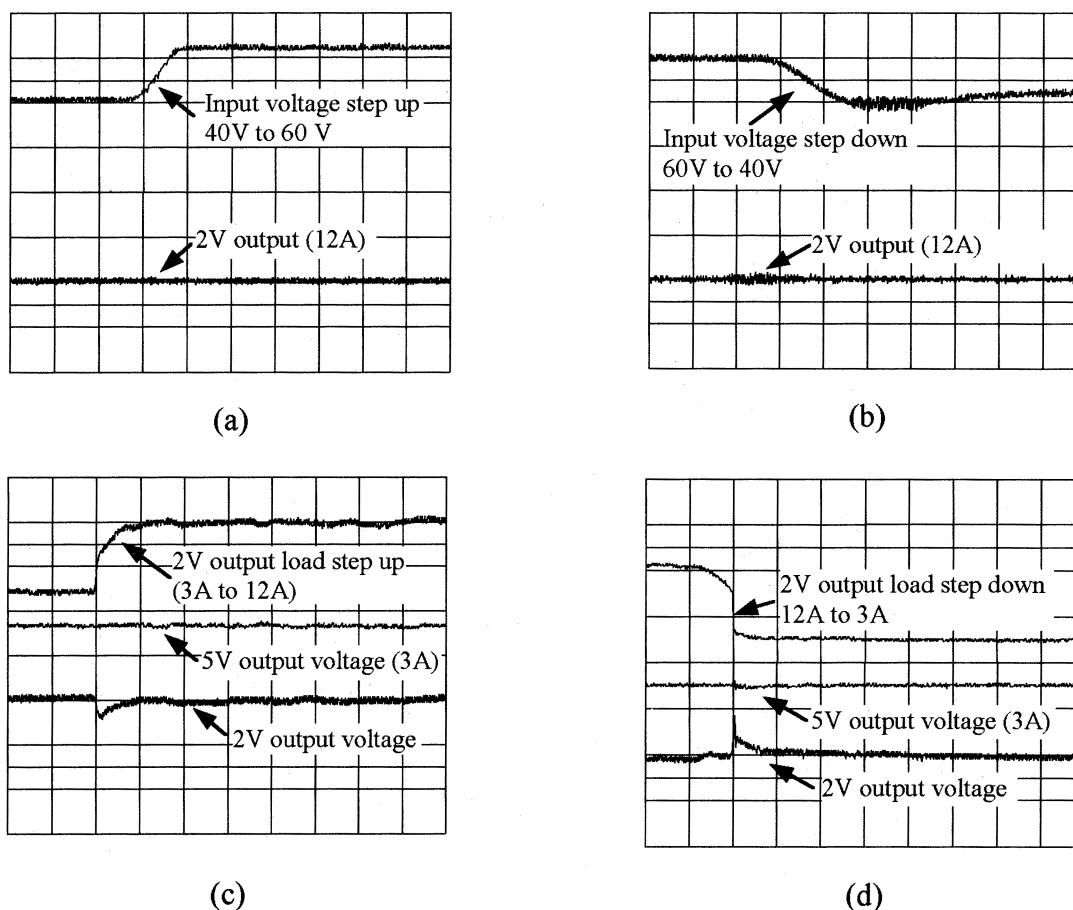 Input voltage step up
40V to 60 V
2V output (12A)
(a)
Input voltage step down
60V to 40V
2V output (12A)
(b)
2V output load step up
(3A to 12A)
5V output voltage (3A)
2V output voltage
(c)
2V output load step down
12A to 3A
5V output voltage (3A)
2V output voltage
(d)